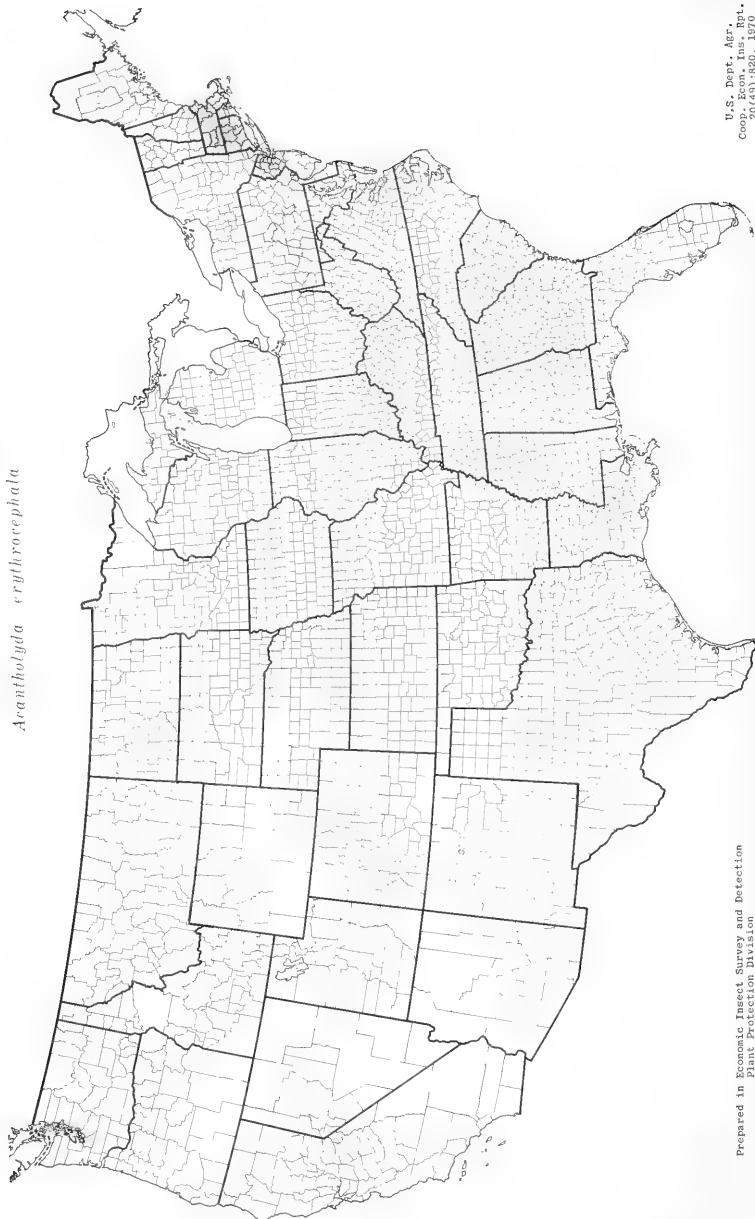 Acantholyda erythrocephala
U.S. Dept. Agr.
Coop. Econ. Ins. Rpt.
20(49):820, 1970
Prepared in Economic Insect Survey and Detection
Plant Protection Division